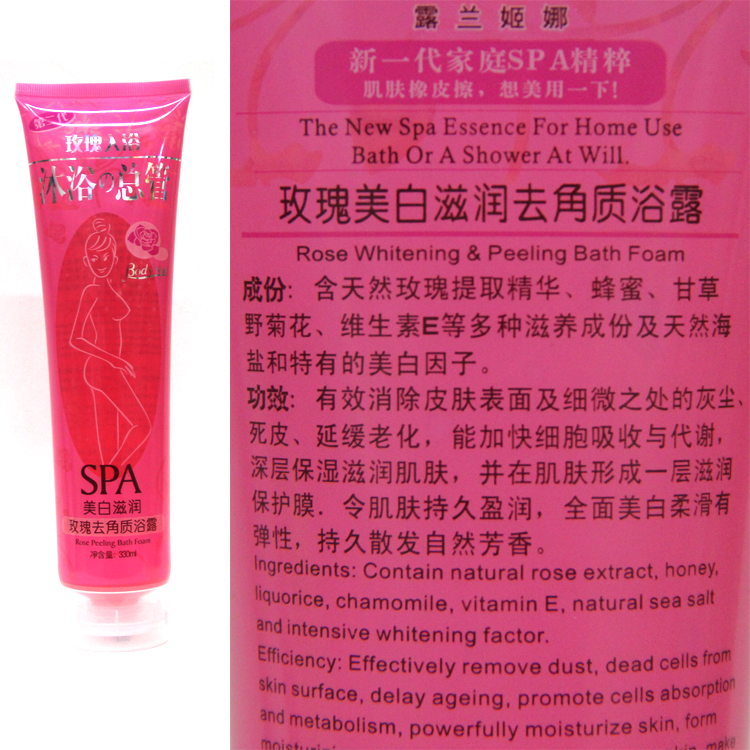 第二代
玫瑰入浴
沐浴の总管
SPA
美白滋润
玫瑰去角质浴露
Rose Peeling Bath Foam
净含量: 330ml
露兰姬娜
新一代家庭SPA精粹
肌肤橡皮擦，想美用一下!
The New Spa Essence For Home Use
Bath Or A Shower At Will.
玫瑰美白滋润去角质浴露
Rose Whitening & Peeling Bath Foam
成份: 含天然玫瑰提取精华、蜂蜜、甘草
野菊花、维生素E等多种滋养成份及天然海
盐和特有的美白因子。
功效: 有效消除皮肤表面及细微之处的灰尘、
死皮、延缓老化，能加快细胞吸收与代谢，
深层保湿滋润肌肤，并在肌肤形成一层滋润
保护膜．令肌肤持久盈润，全面美白柔滑有
弹性，持久散发自然芳香。
Ingredients: Contain natural rose extract, honey,
liquorice, chamomile, vitamin E, natural sea salt
and intensive whitening factor.
Efficiency: Effectively remove dust, dead cells from
skin surface, delay ageing, promote cells absorption
and metabolism, powerfully moisturize skin, form